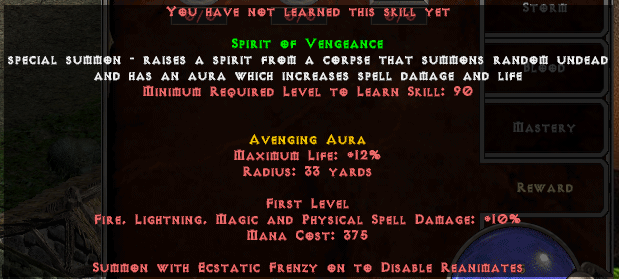 You have not learned this skill yet
Storm
Spirit of Vengeance
special summon - raises a spirit from a corpse that summons random undead
and has an aura which increases spell damage and life
Blood
Minimum Required Level to Learn Skill: 90
Mastery
Avenging Aura
Maximum Life: +12%
Radius: 33 yards
Reward
First Level
Fire, Lightning, Magic and Physical Spell Damage: +10%
Mana Cost: 375
Summon with Ecstatic Frenzy on to Disable Reanimates